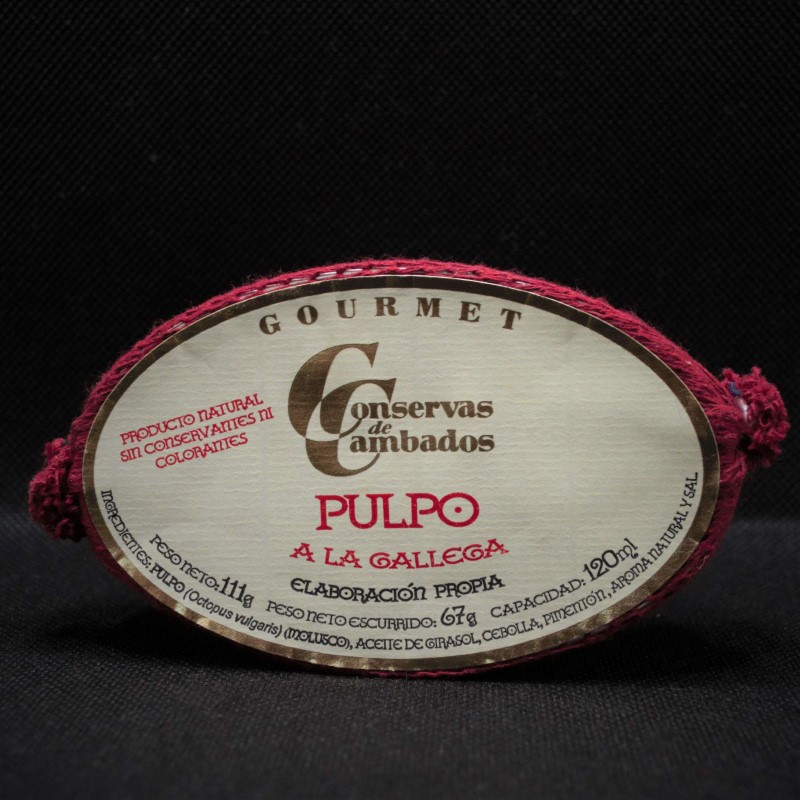 GOURMET
Conservas
de
Cambados
PRODUCTO NATURAL
SIN CONSERVANTES NI
COLORANTES
PULPO
A LA GALLEGA
ELABORACIÓN PROPIA
PESO NETO: 111g PESO NETO ESCURRIDO: 67g CAPACIDAD: 120ml
INGREDIENTES: PULPO (Octopus vulgaris) (MOLUSCO), ACEITE DE GIRASOL, CEBOLLA, PIMENTÓN, AROMA NATURAL Y SAL